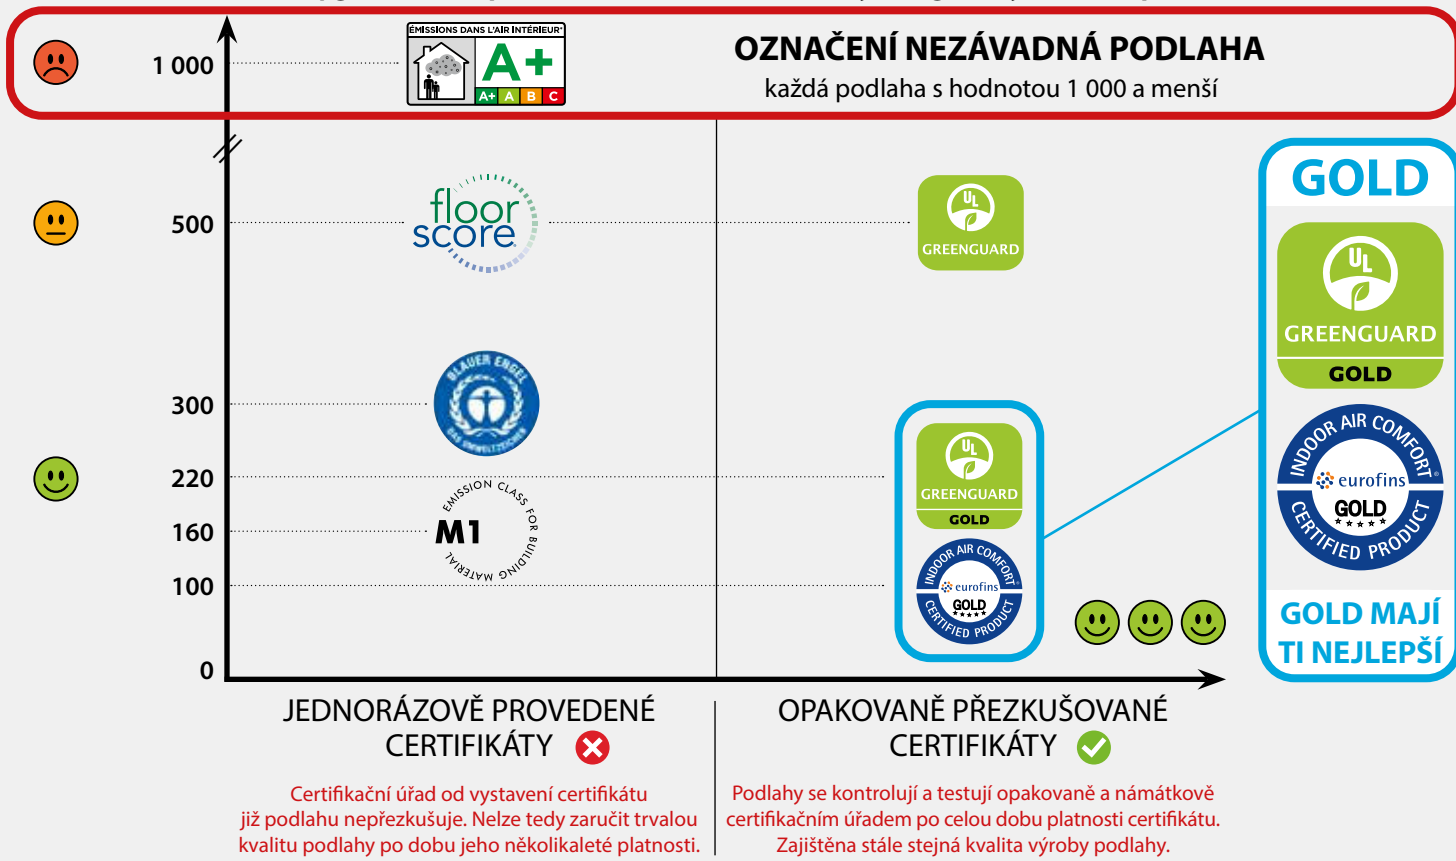 1 000
ÉMISSIONS DANS L'AIR INTÉRIEUR*
A+
A+ A B C
OZNAČENÍ NEZÁVADNÁ PODLAHA
každá podlaha s hodnotou 1 000 a menší
500
floor
score®
UL
GREENGUARD
300
BLAUER ENGEL
DAS UMWELTZEICHEN
220
UL
GREENGUARD
GOLD
160
M1
EMISSION CLASS FOR BUILDING MATERIAL
100
INDOOR AIR COMFORT®
eurofins
GOLD
CERTIFIED PRODUCT
0
GOLD
UL
GREENGUARD
GOLD
INDOOR AIR COMFORT®
eurofins
GOLD
CERTIFIED PRODUCT
GOLD MAJÍ
TI NEJLEPŠÍ
JEDNORÁZOVĚ PROVEDENÉ
CERTIFIKÁTY
Certifikační úřad od vystavení certifikátu
již podlahu nepřezkušuje. Nelze tedy zaručit trvalou
kvalitu podlahy po dobu jeho několikaleté platnosti.
OPAKOVANĚ PŘEZKUŠOVANÉ
CERTIFIKÁTY
Podlahy se kontrolují a testují opakovaně a námátkově
certifikačním úřadem po celou dobu platnosti certifikátu.
Zajištěna stále stejná kvalita výroby podlahy.